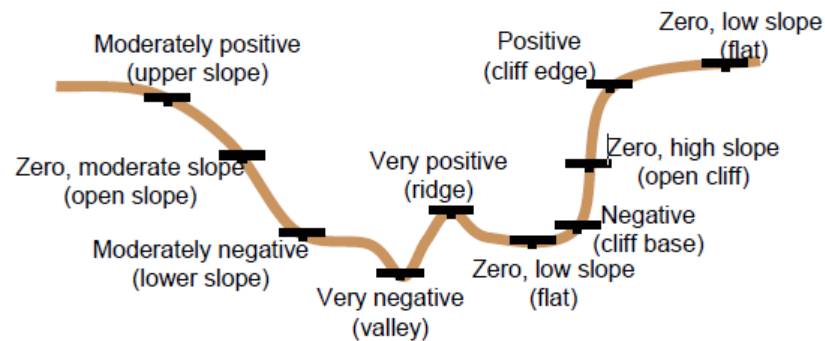 Moderately positive
(upper slope)
Zero, moderate slope
(open slope)
Moderately negative
(lower slope)
Very negative
(valley)
Very positive
(ridge)
Zero, low slope
(flat)
Negative
(cliff base)
Zero, high slope
(open cliff)
Positive
(cliff edge)
Zero, low slope
(flat)